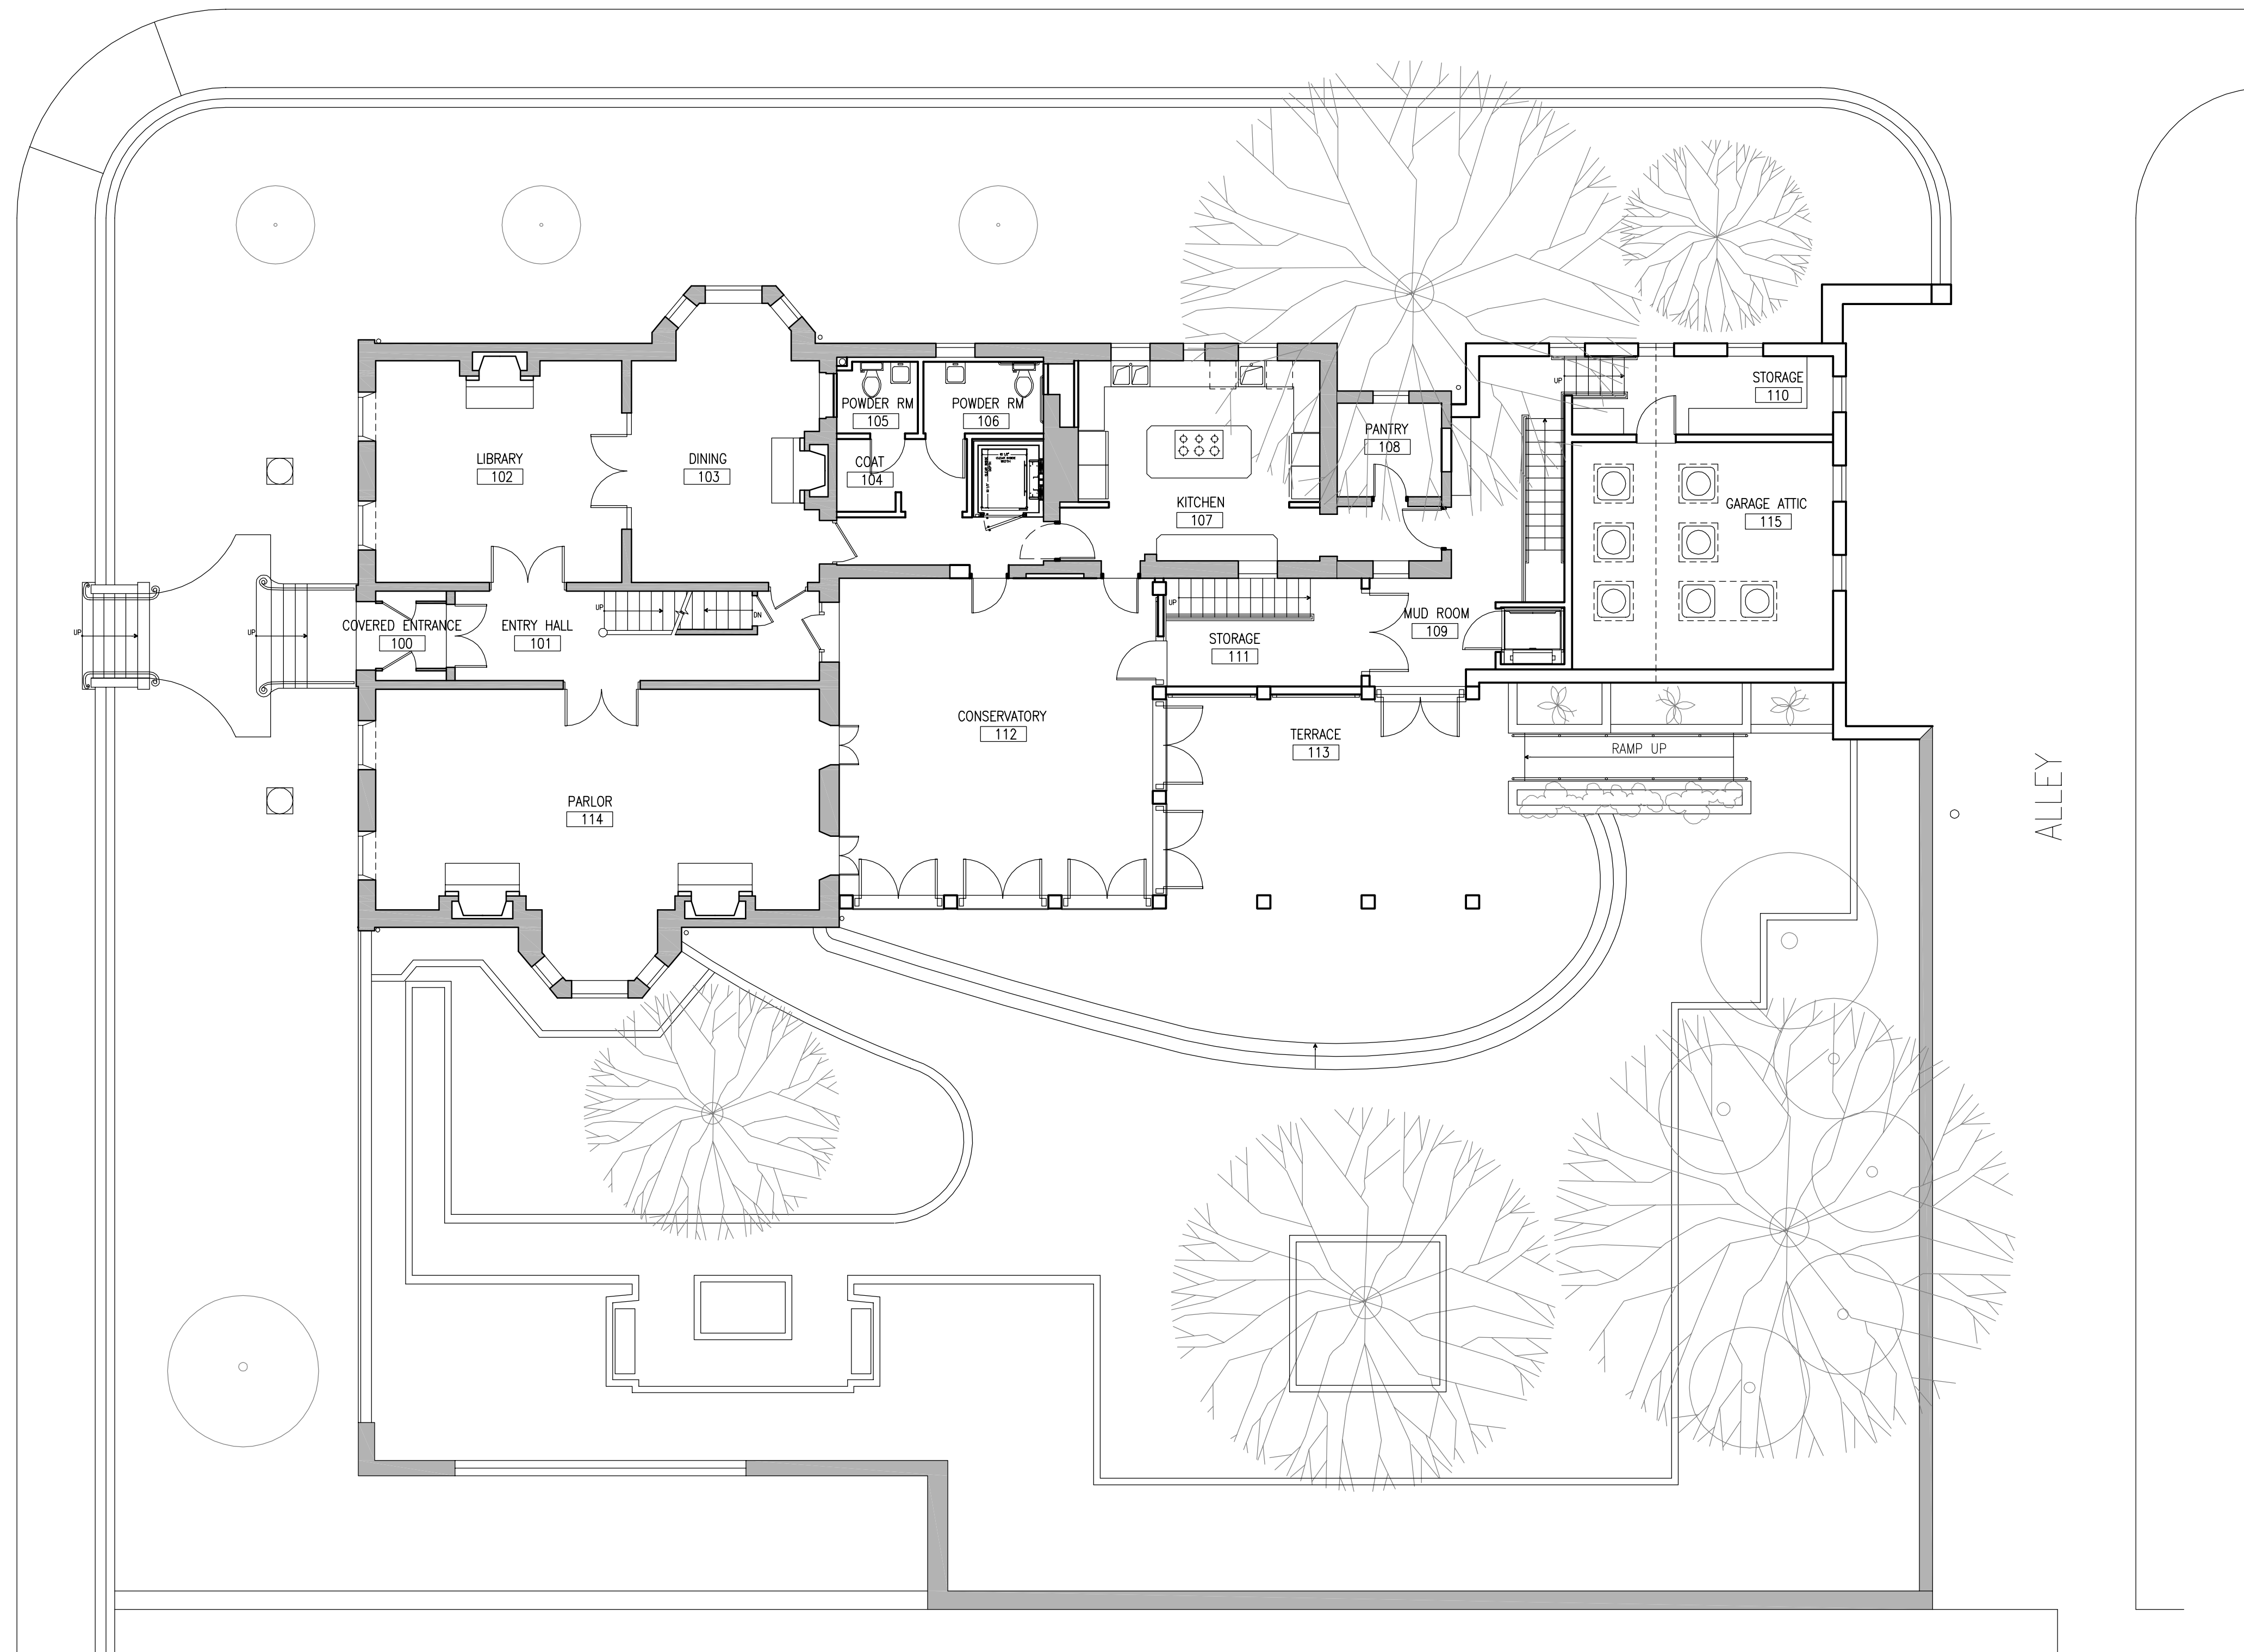 STORAGE
110
UP
POWDER RM
105
POWDER RM
106
PANTRY
108
LIBRARY
102
DINING
103
COAT
104
KITCHEN
107
GARAGE ATTIC
115
UP
UP
COVERED ENTRANCE
100
ENTRY HALL
101
UP
DN
UP
STORAGE
111
MUD ROOM
109
CONSERVATORY
112
TERRACE
113
RAMP UP
PARLOR
114
ALLEY